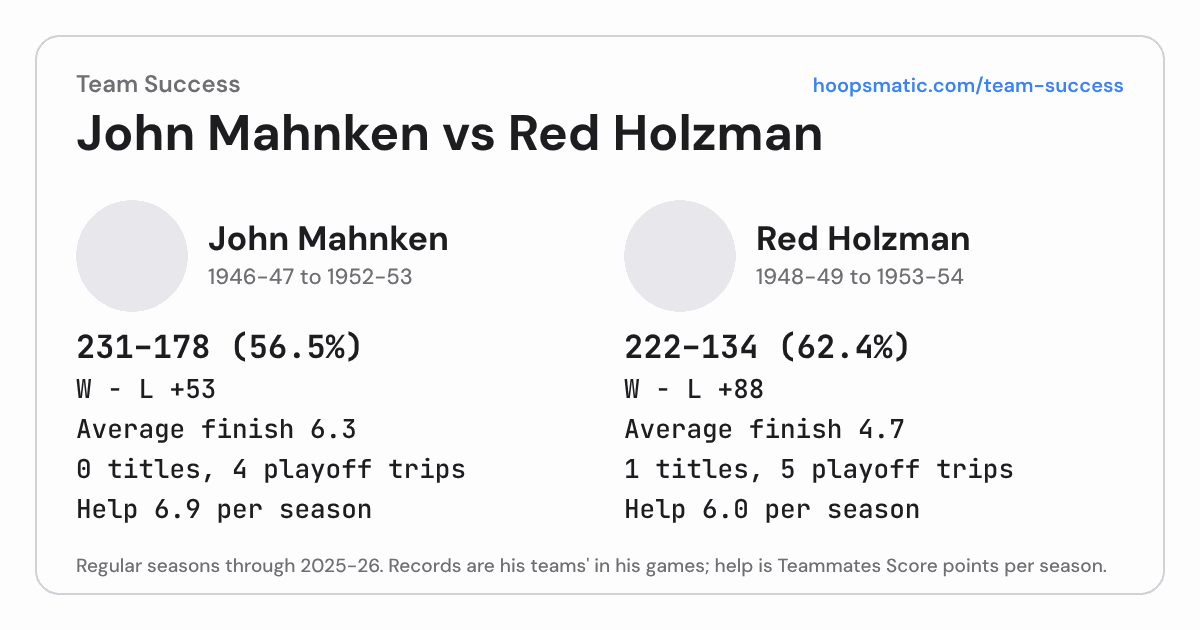 Team Success
hoopsmatic.com/team-success
John Mahnken vs Red Holzman
John Mahnken
1946-47 to 1952-53
231-178 (56.5%)
W - L +53
Average finish 6.3
0 titles, 4 playoff trips
Help 6.9 per season
Red Holzman
1948-49 to 1953-54
222-134 (62.4%)
W - L +88
Average finish 4.7
1 titles, 5 playoff trips
Help 6.0 per season
Regular seasons through 2025-26. Records are his teams' in his games; help is Teammates Score points per season.